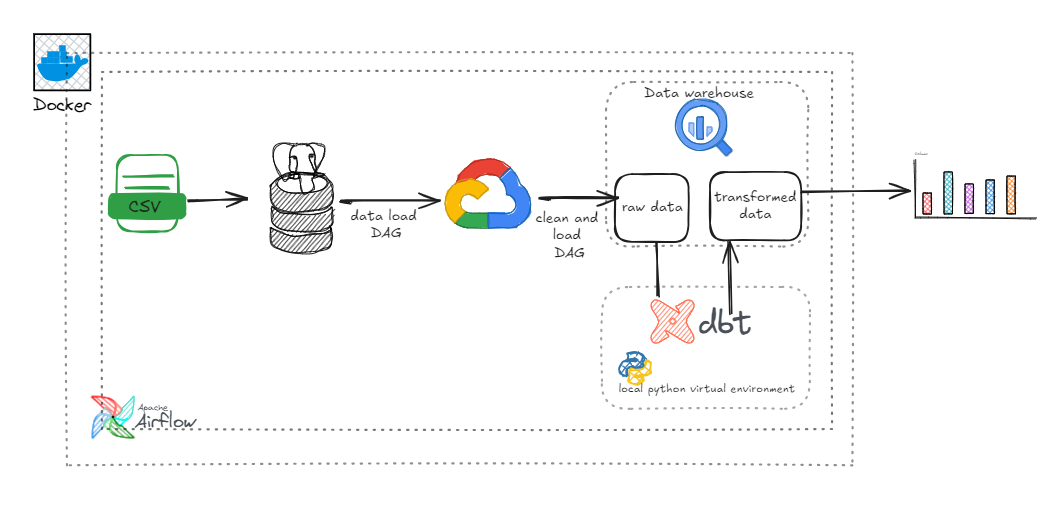 Docker
Data warehouse
CSV
data load
DAG
clean and
load
DAG
raw data
transformed
data
dbt
local python virtual environment
Apache
Airflow